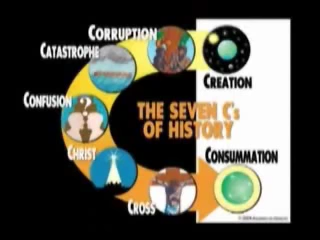 CORRUPTION
CATASTROPHE
CREATION
CONFUSION
?
THE SEVEN C's
OF HISTORY
CHRIST
CONSUMMATION
CROSS